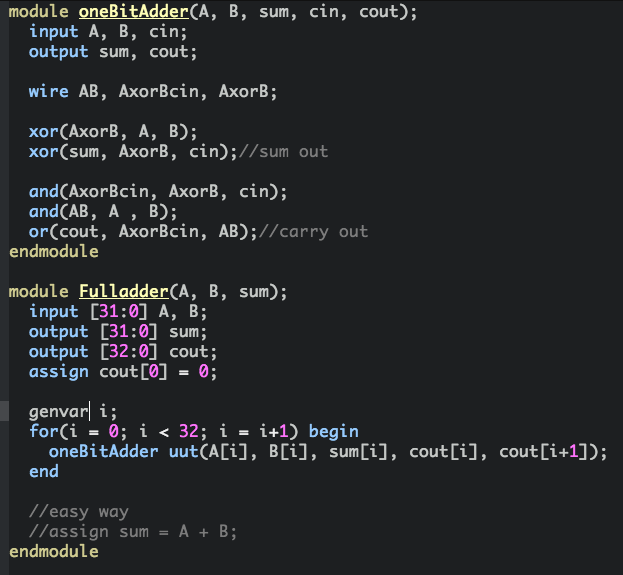 module oneBitAdder(A, B, sum, cin, cout);
input A, B, cin;
output sum, cout;
wire AB, AxorBcin, AxorB;
xor(AxorB, A, B);
xor(sum, AxorB, cin);//sum out
and(AxorBcin, AxorB, cin);
and(AB, A , B);
or(cout, AxorBcin, AB);//carry out
endmodule
module Fulladder(A, B, sum);
input [31:0] A, B;
output [31:0] sum;
output [32:0] cout;
assign cout[0] = 0;
genvar i;
for(i = 0; i < 32; i = i+1) begin
oneBitAdder uut(A[i], B[i], sum[i], cout[i], cout[i+1]);
end
//easy way
//assign sum = A + B;
endmodule